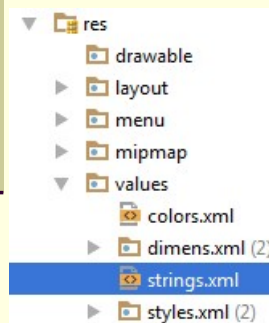 res
drawable
layout
menu
mipmap
values
colors.xml
dimens.xml (2)
strings.xml
styles.xml (2)